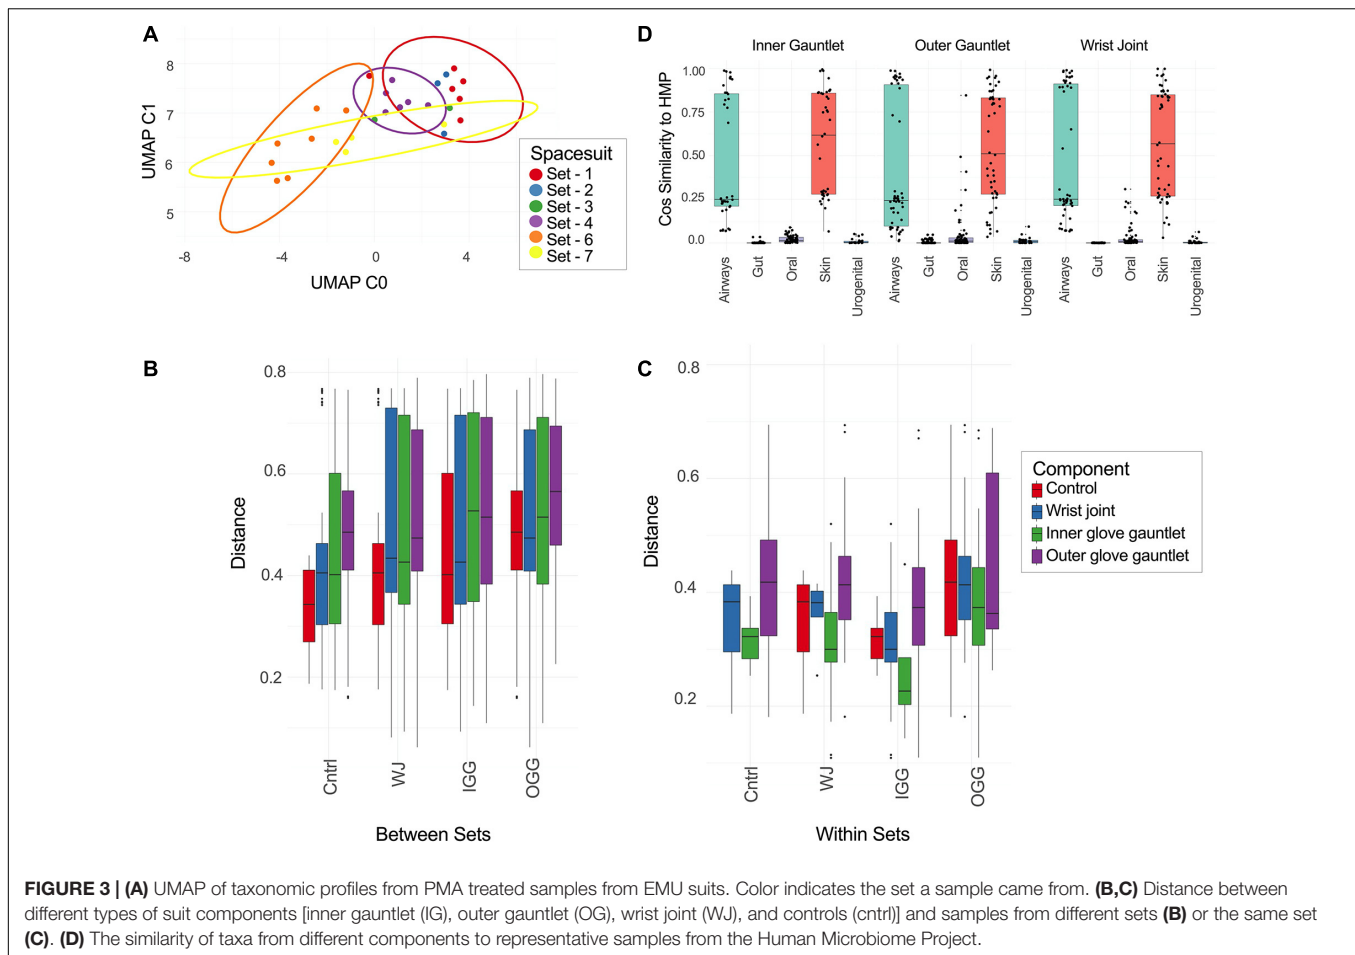 A
8
7
6
5
UMAP C1
-8
-4
0
4
UMAP C0
Spacesuit
Set - 1
Set - 2
Set - 3
Set - 4
Set - 6
Set - 7
D
Inner Gauntlet
Outer Gauntlet
Wrist Joint
Cos Similarity to HMP
1.00
0.75
0.50
0.25
0.0
Airways
Gut
Oral
Skin
Urogenital
Airways
Gut
Oral
Skin
Urogenital
Airways
Gut
Oral
Skin
Urogenital
B
0.8
0.6
0.4
0.2
Distance
Cntrl
WJ
IGG
OGG
Between Sets
C
0.8
0.6
0.4
0.2
Distance
Cntrl
WJ
IGG
OGG
Within Sets
Component
Control
Wrist joint
Inner glove gauntlet
Outer glove gauntlet
FIGURE 3 | (A) UMAP of taxonomic profiles from PMA treated samples from EMU suits. Color indicates the set a sample came from. (B,C) Distance between
different types of suit components [inner gauntlet (IG), outer gauntlet (OG), wrist joint (WJ), and controls (cntrl)] and samples from different sets (B) or the same set
(C). (D) The similarity of taxa from different components to representative samples from the Human Microbiome Project.